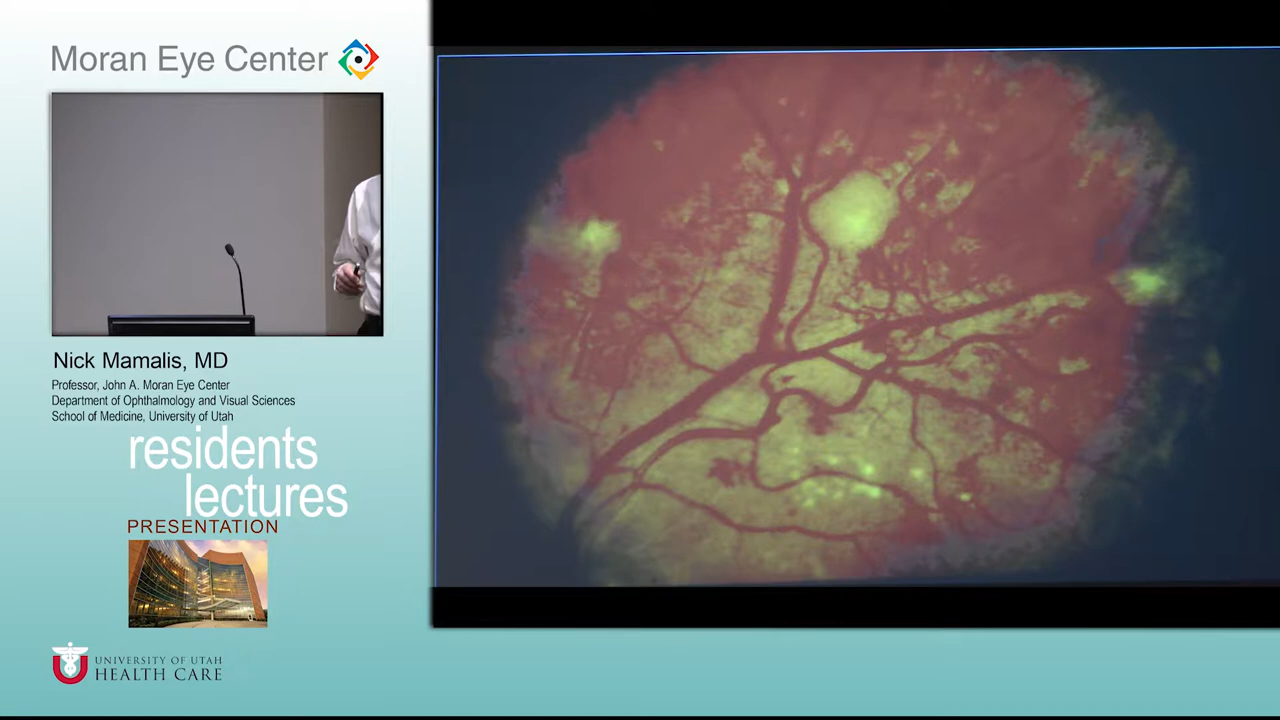 Moran Eye Center
Nick Mamalis, MD
Professor, John A. Moran Eye Center
Department of Ophthalmology and Visual Sciences
School of Medicine, University of Utah
residents
lectures
PRESENTATION
UNIVERSITY OF UTAH
HEALTH CARE